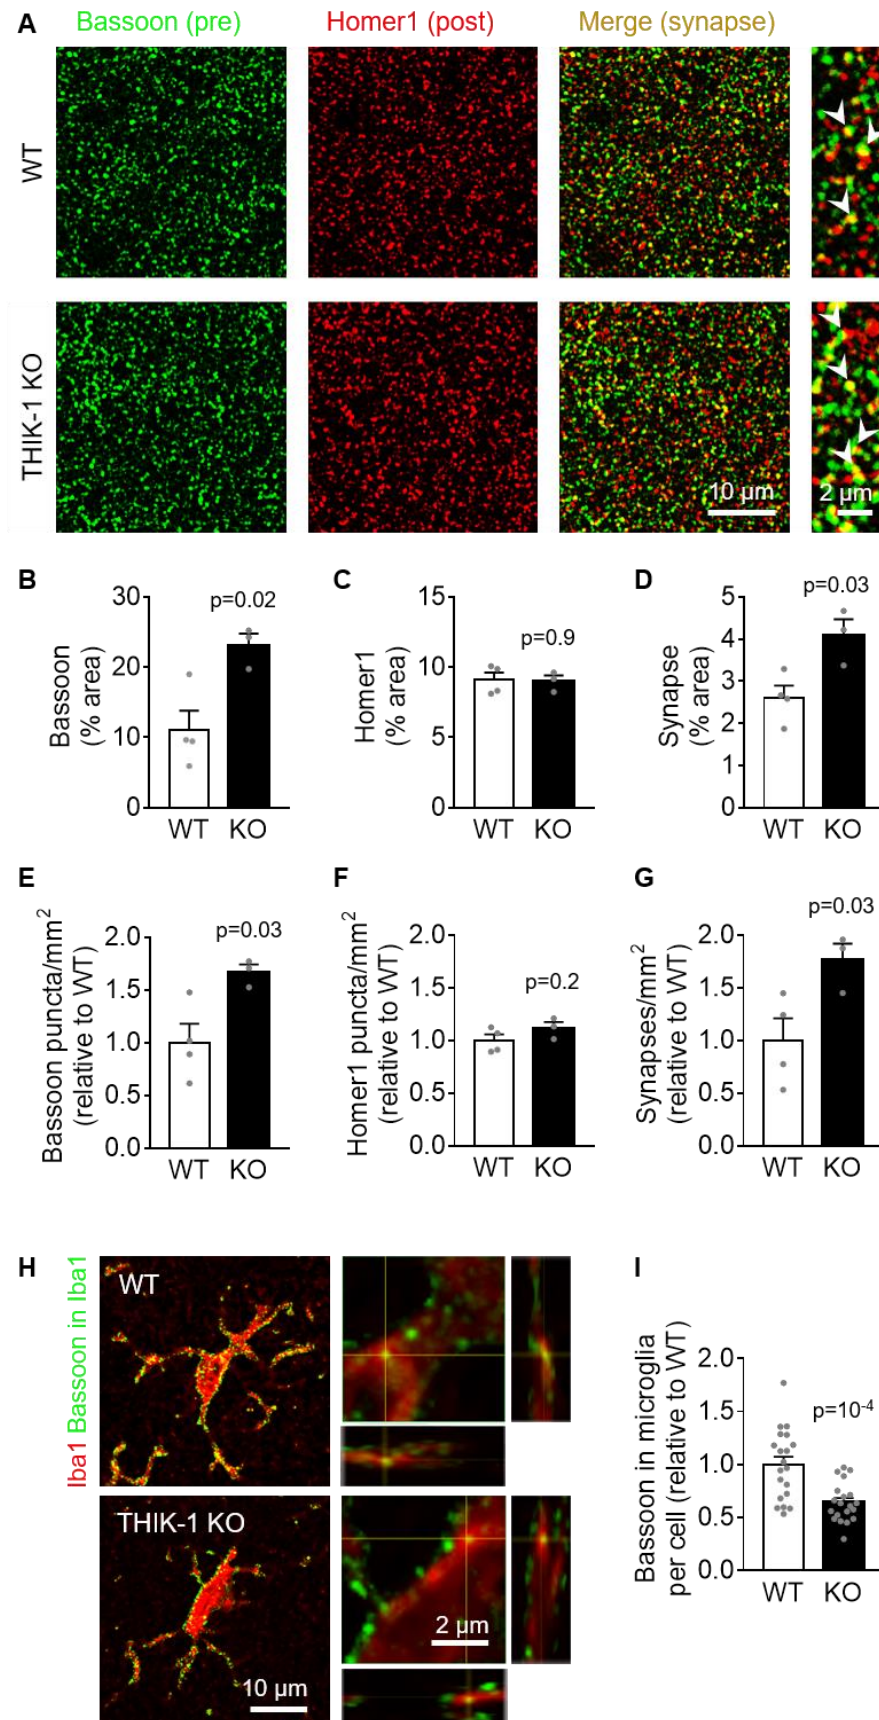 A
Bassoon (pre)
Homer1 (post)
Merge (synapse)
WT
THIK-1 KO
10 µm
2 µm
B
Bassoon
(% area)
30
20
10
0
p=0.02
WT KO
C
Homer1
(% area)
15
10
5
0
p=0.9
WT KO
D
Synapse
(% area)
5
4
3
2
1
0
p=0.03
WT KO
E
Bassoon puncta/mm²
(relative to WT)
2.0
1.5
1.0
0.5
0.0
p=0.03
WT KO
F
Homer1 puncta/mm²
(relative to WT)
2.0
1.5
1.0
0.5
0.0
p=0.2
WT KO
G
Synapses/mm²
(relative to WT)
2.0
1.5
1.0
0.5
0.0
p=0.03
WT KO
H
Iba1 Bassoon in Iba1
WT
THIK-1 KO
10 µm
2 µm
I
Bassoon in microglia
per cell (relative to WT)
2.0
1.5
1.0
0.5
0.0
p=10⁻⁴
WT KO